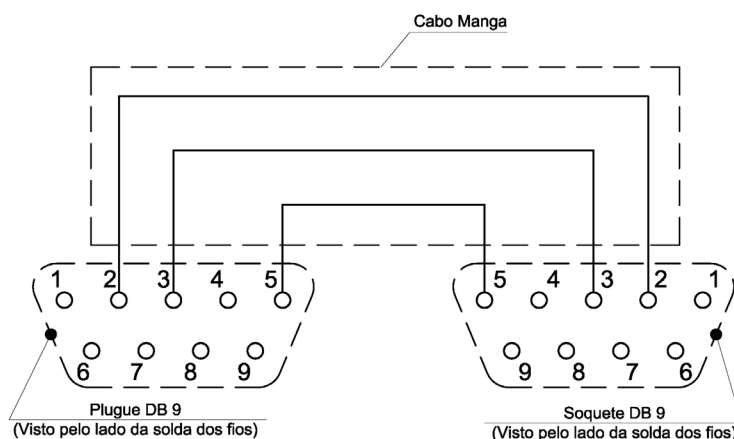 Cabo Manga
1 2 3 4 5
5 4 3 2 1
6 7 8 9
9 8 7 6
Plugue DB 9
(Visto pelo lado da solda dos fios)
Soquete DB 9
(Visto pelo lado da solda dos fios)